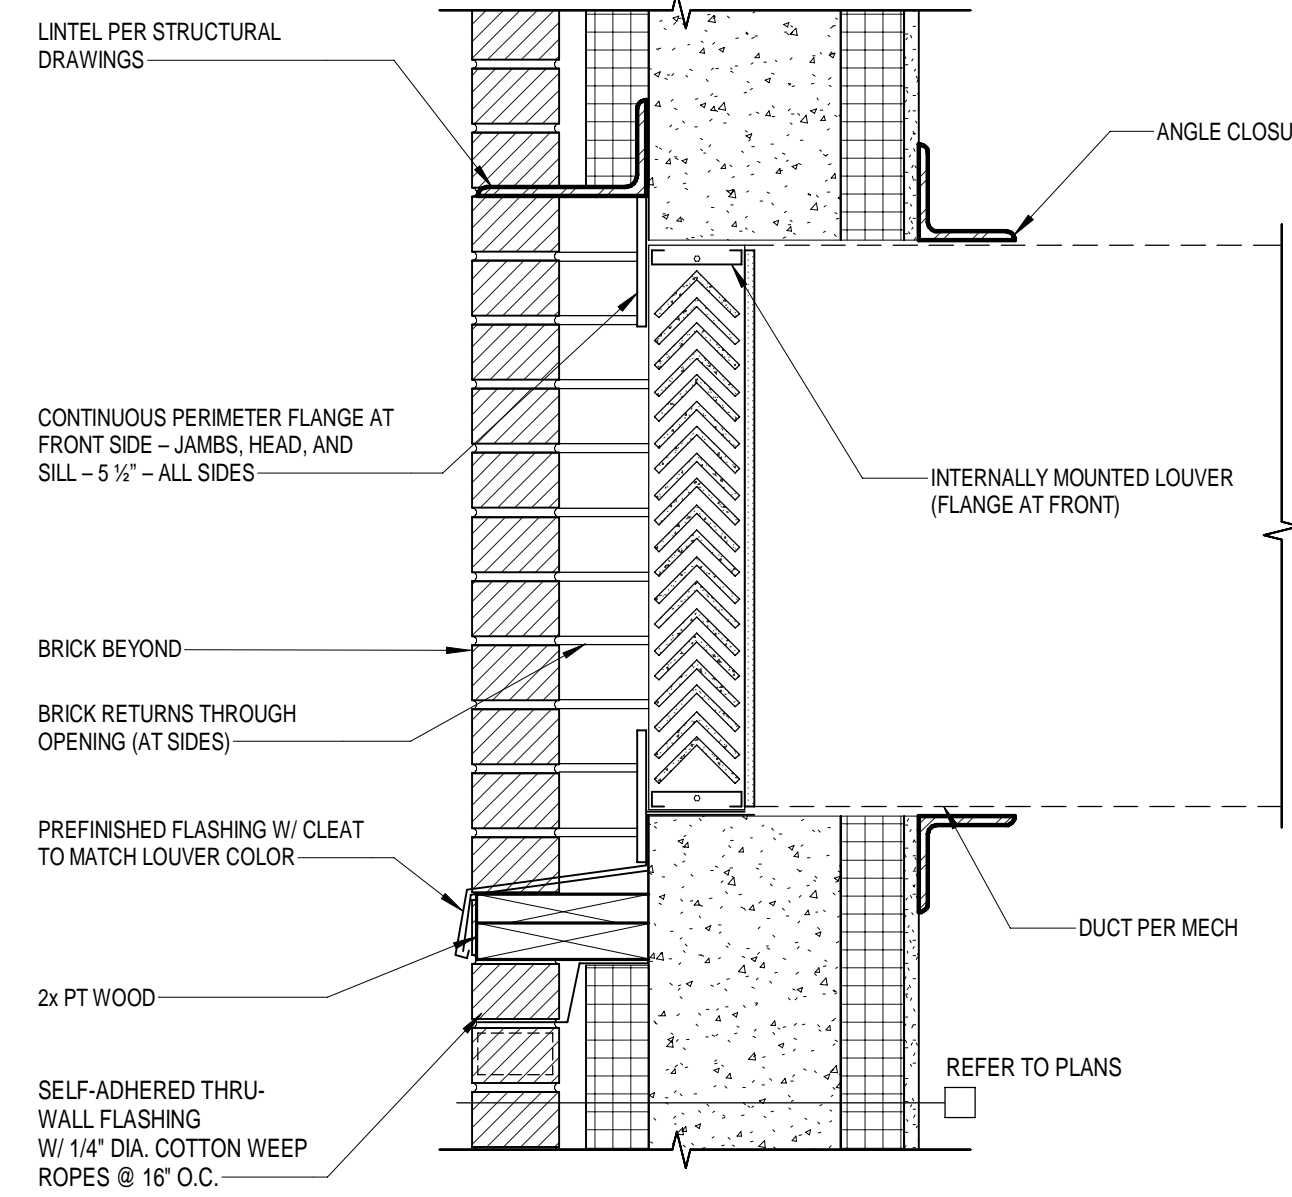 LINTEL PER STRUCTURAL
DRAWINGS
ANGLE CLOSU
CONTINUOUS PERIMETER FLANGE AT
FRONT SIDE – JAMBS, HEAD, AND
SILL – 5 ½" – ALL SIDES
INTERNALLY MOUNTED LOUVER
(FLANGE AT FRONT)
BRICK BEYOND
BRICK RETURNS THROUGH
OPENING (AT SIDES)
PREFINISHED FLASHING W/ CLEAT
TO MATCH LOUVER COLOR
DUCT PER MECH
2x PT WOOD
REFER TO PLANS
SELF-ADHERED THRU-
WALL FLASHING
W/ 1/4" DIA. COTTON WEEP
ROPES @ 16" O.C.